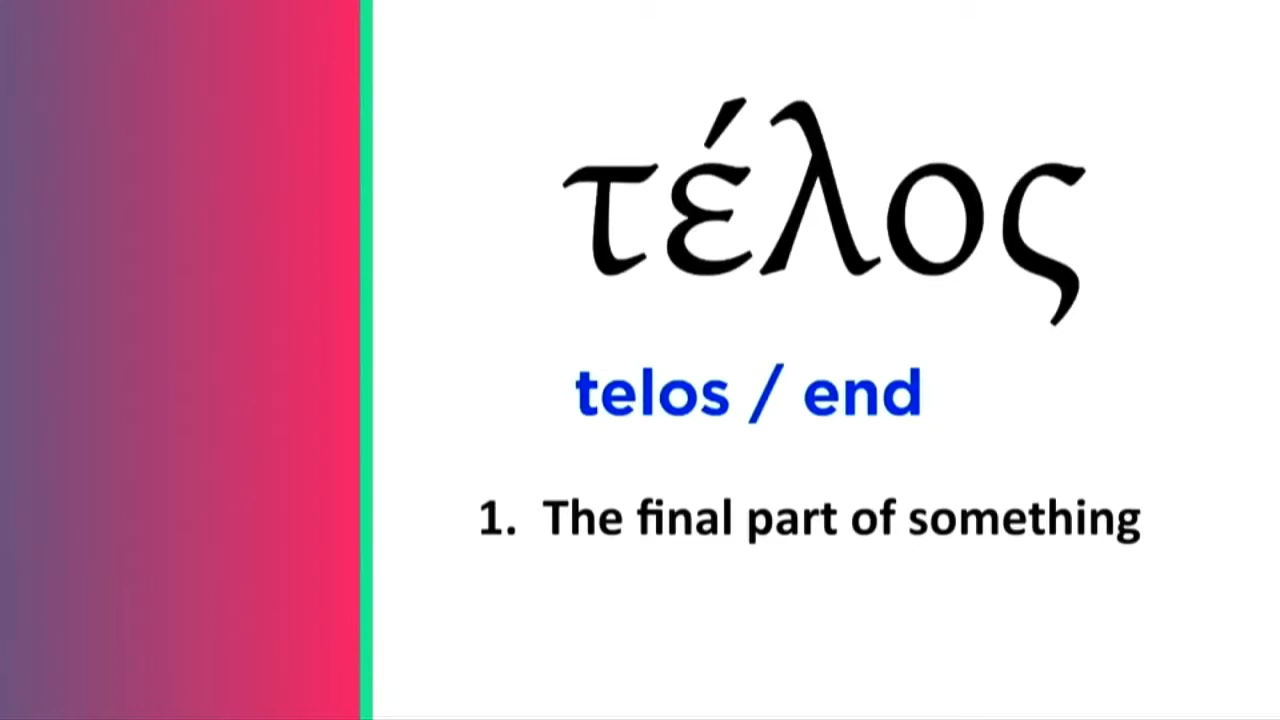 τέλος
telos / end
1. The final part of something